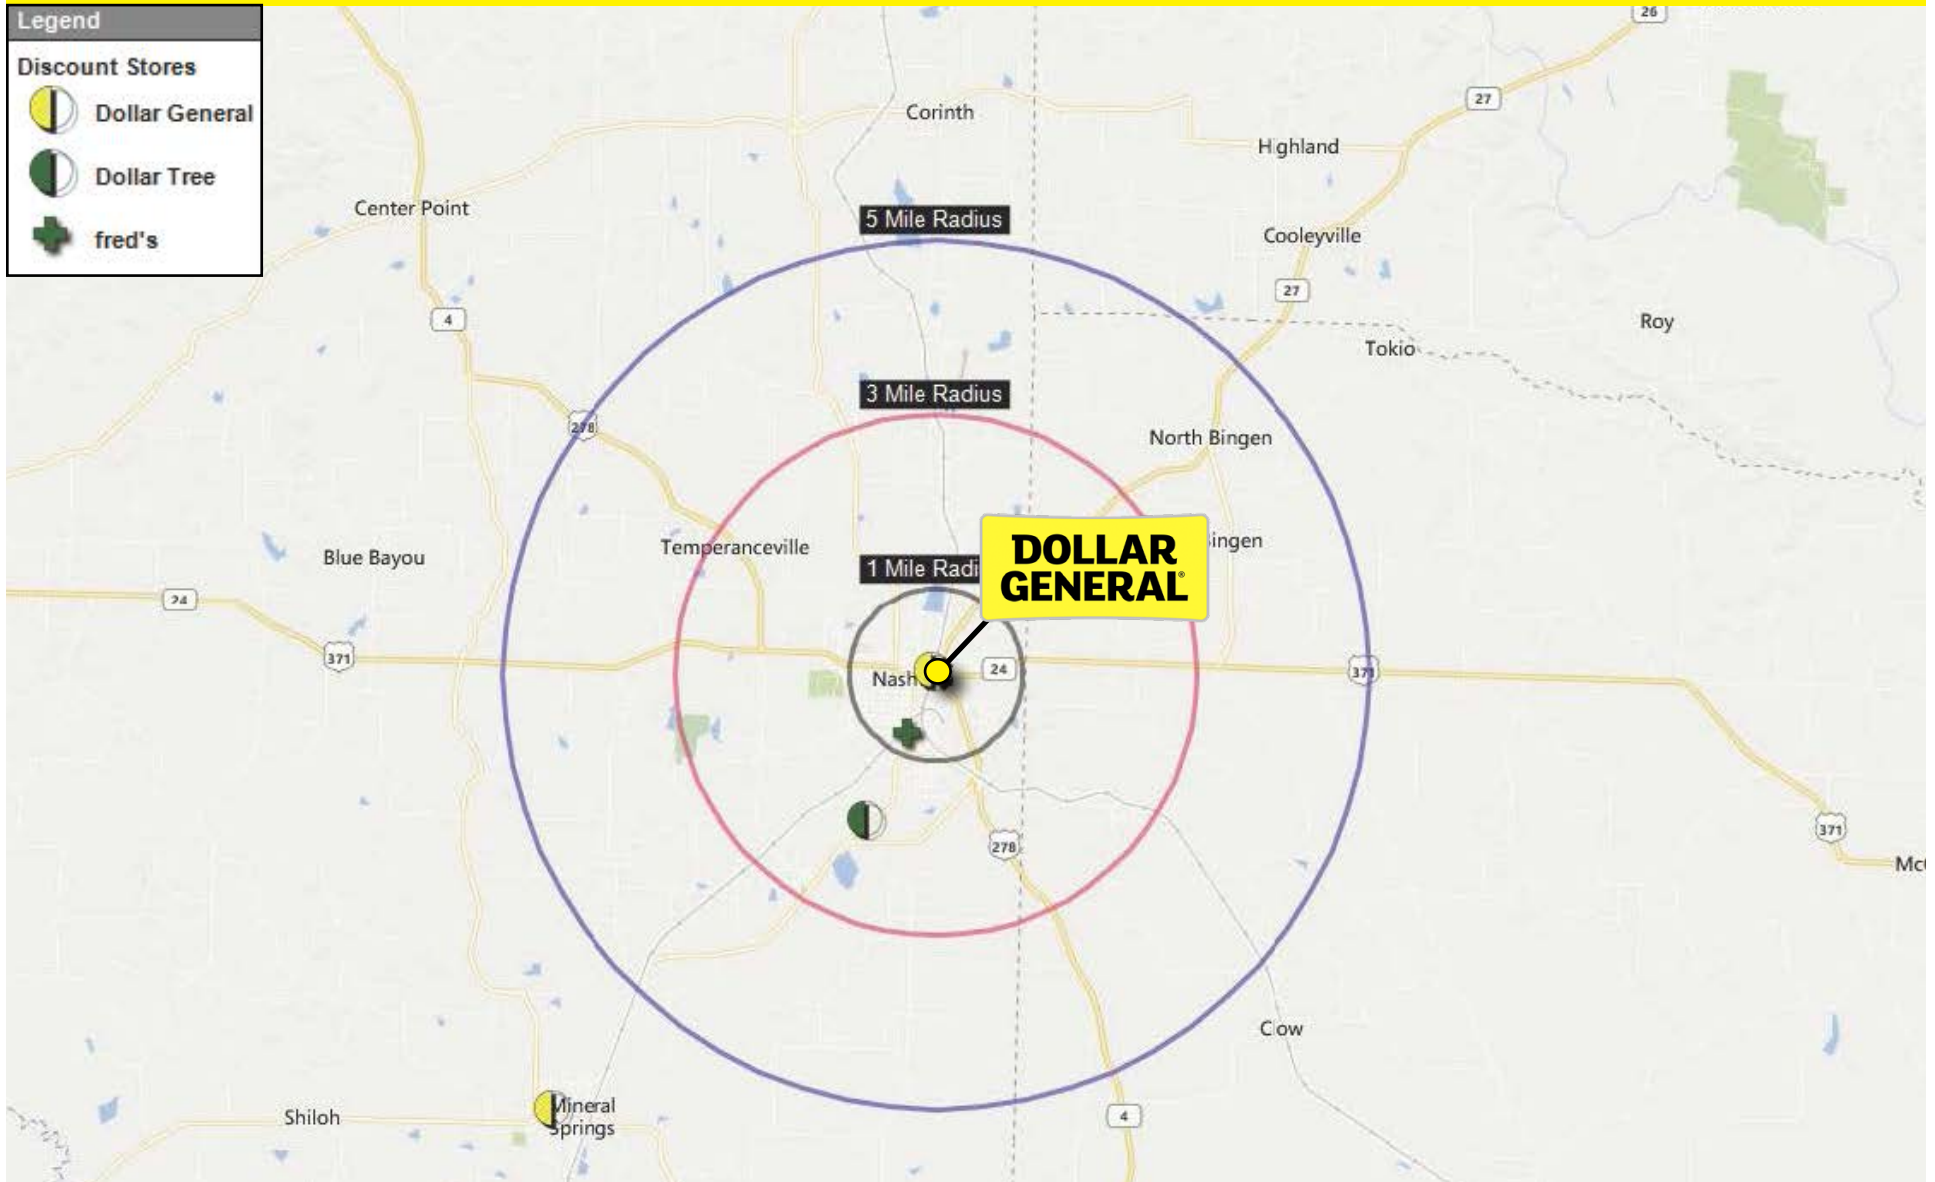 Legend
Discount Stores
Dollar General
Dollar Tree
fred's
26
27
Corinth
Highland
Center Point
5 Mile Radius
Cooleyville
27
4
Roy
Tokio
3 Mile Radius
278
North Bingen
Temperanceville
Blue Bayou
1 Mile Radi
DOLLAR
GENERAL®
ingen
24
371
Nash
24
371
278
371
Mc
Clow
Shiloh
Mineral
Springs
4